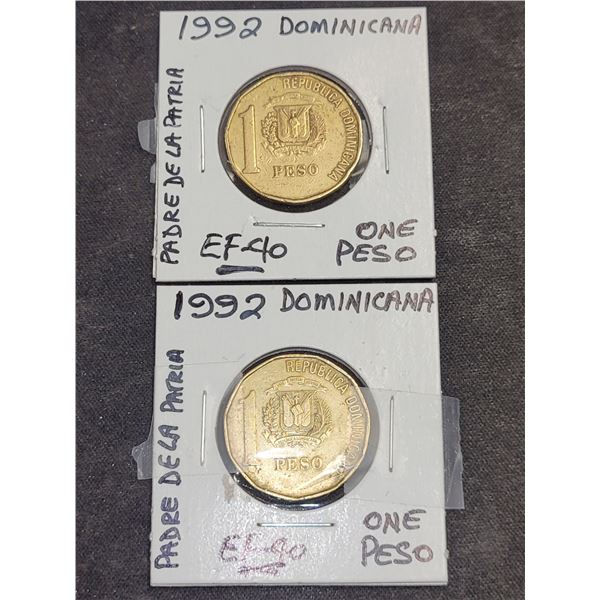 1992 DOMINICANA
PADRE DE LA PATRIA
REPUBLICA DOMINICANA
1
PESO
EF-40
ONE
PESO
1992 DOMINICANA
PADRE DE LA PATRIA
REPUBLICA DOMINICANA
1
PESO
EF-40
ONE
PESO